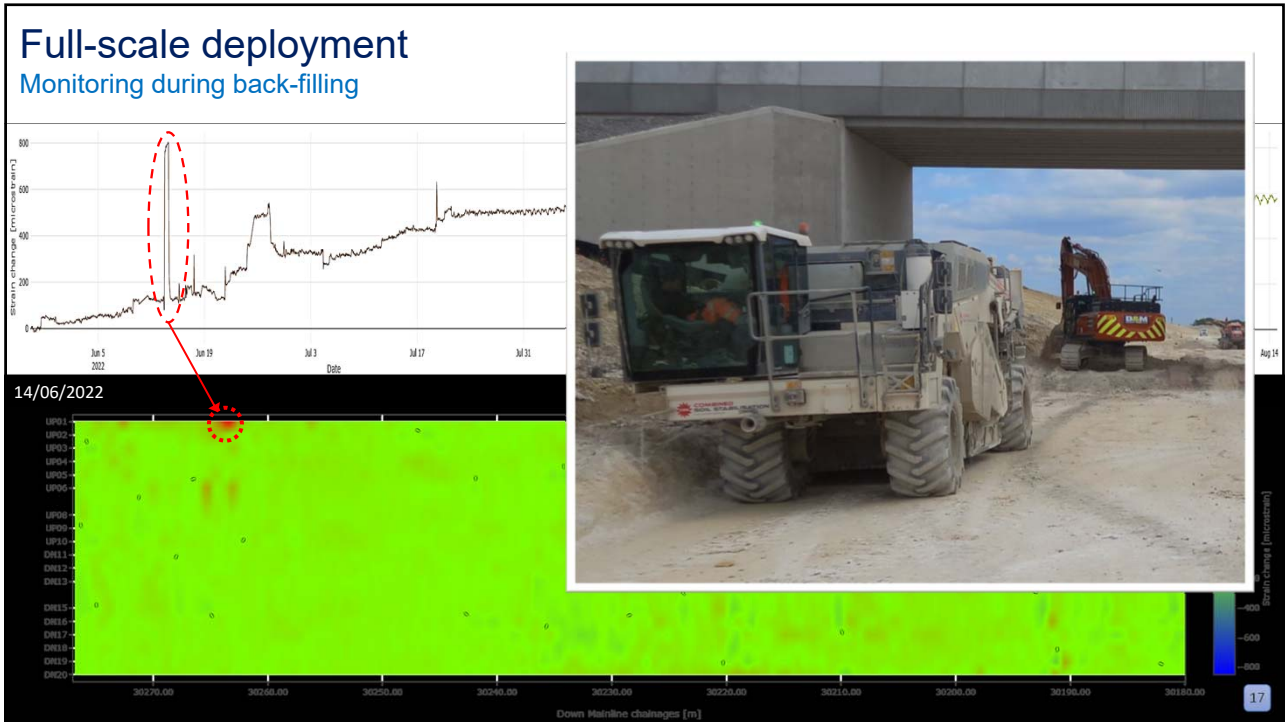 Full-scale deployment
Monitoring during back-filling
Strain change [microstrain]
800
600
400
200
0
Jun 5
2022
Jun 19
Jul 3
Jul 17
Jul 31
Aug 14
Date
COMBINED
SOIL STABILISATION
BAM
14/06/2022
UP01
UP02
UP03
UP04
UP05
UP06
UP08
UP09
UP10
DN11
DN12
DN13
DN15
DN16
DN17
DN18
DN19
DN20
30270.00
30260.00
30250.00
30240.00
30230.00
30220.00
30210.00
30200.00
30190.00
30180.00
Down Mainline chainages [m]
Strain change [microstrain]
-400
-600
-800
17